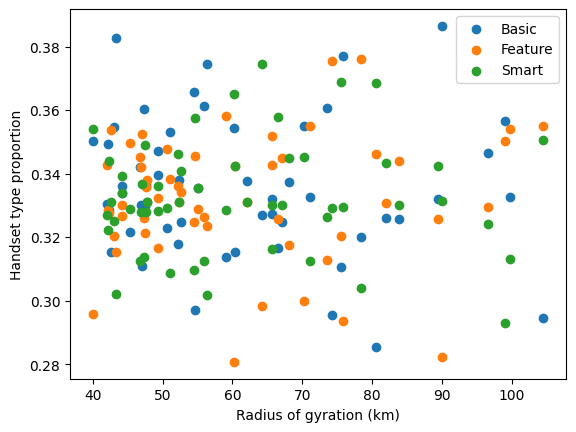 Basic
Feature
Smart
0.38
0.36
0.34
0.32
0.30
0.28
Handset type proportion
40 50 60 70 80 90 100
Radius of gyration (km)